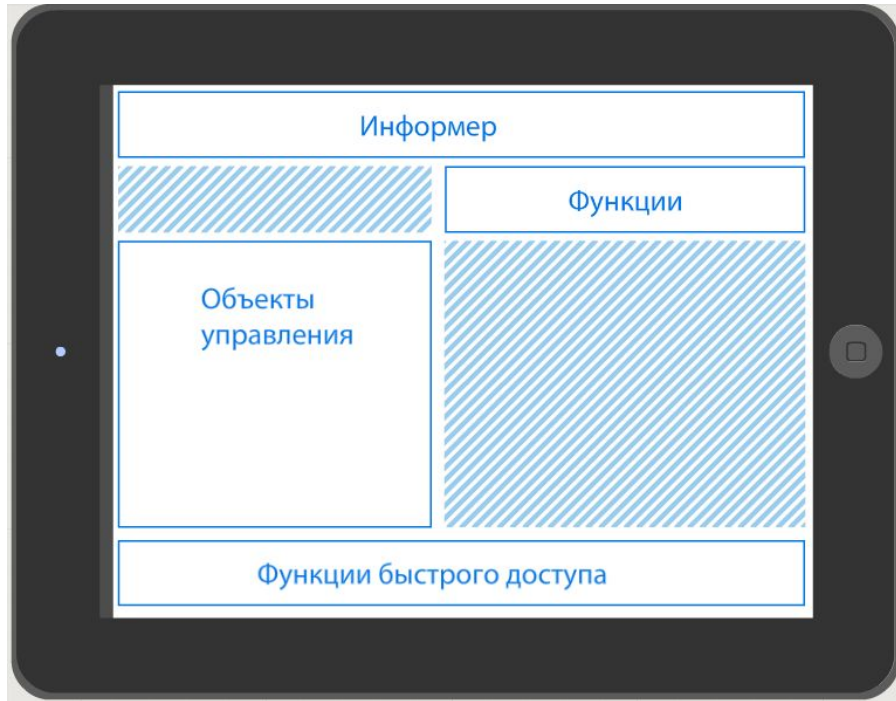 Информер
Функции
Объекты
управления
Функции быстрого доступа